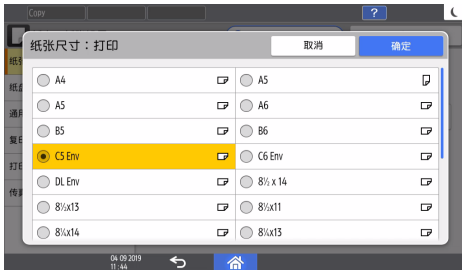 Copy
?
纸张尺寸：打印
取消
确定
A4
A5
A5
A6
B5
B6
C5 Env
C6 Env
DL Env
8½ x 14
8½x13
8½x11
8¼x14
8¼x13
04 09 2019
11:44